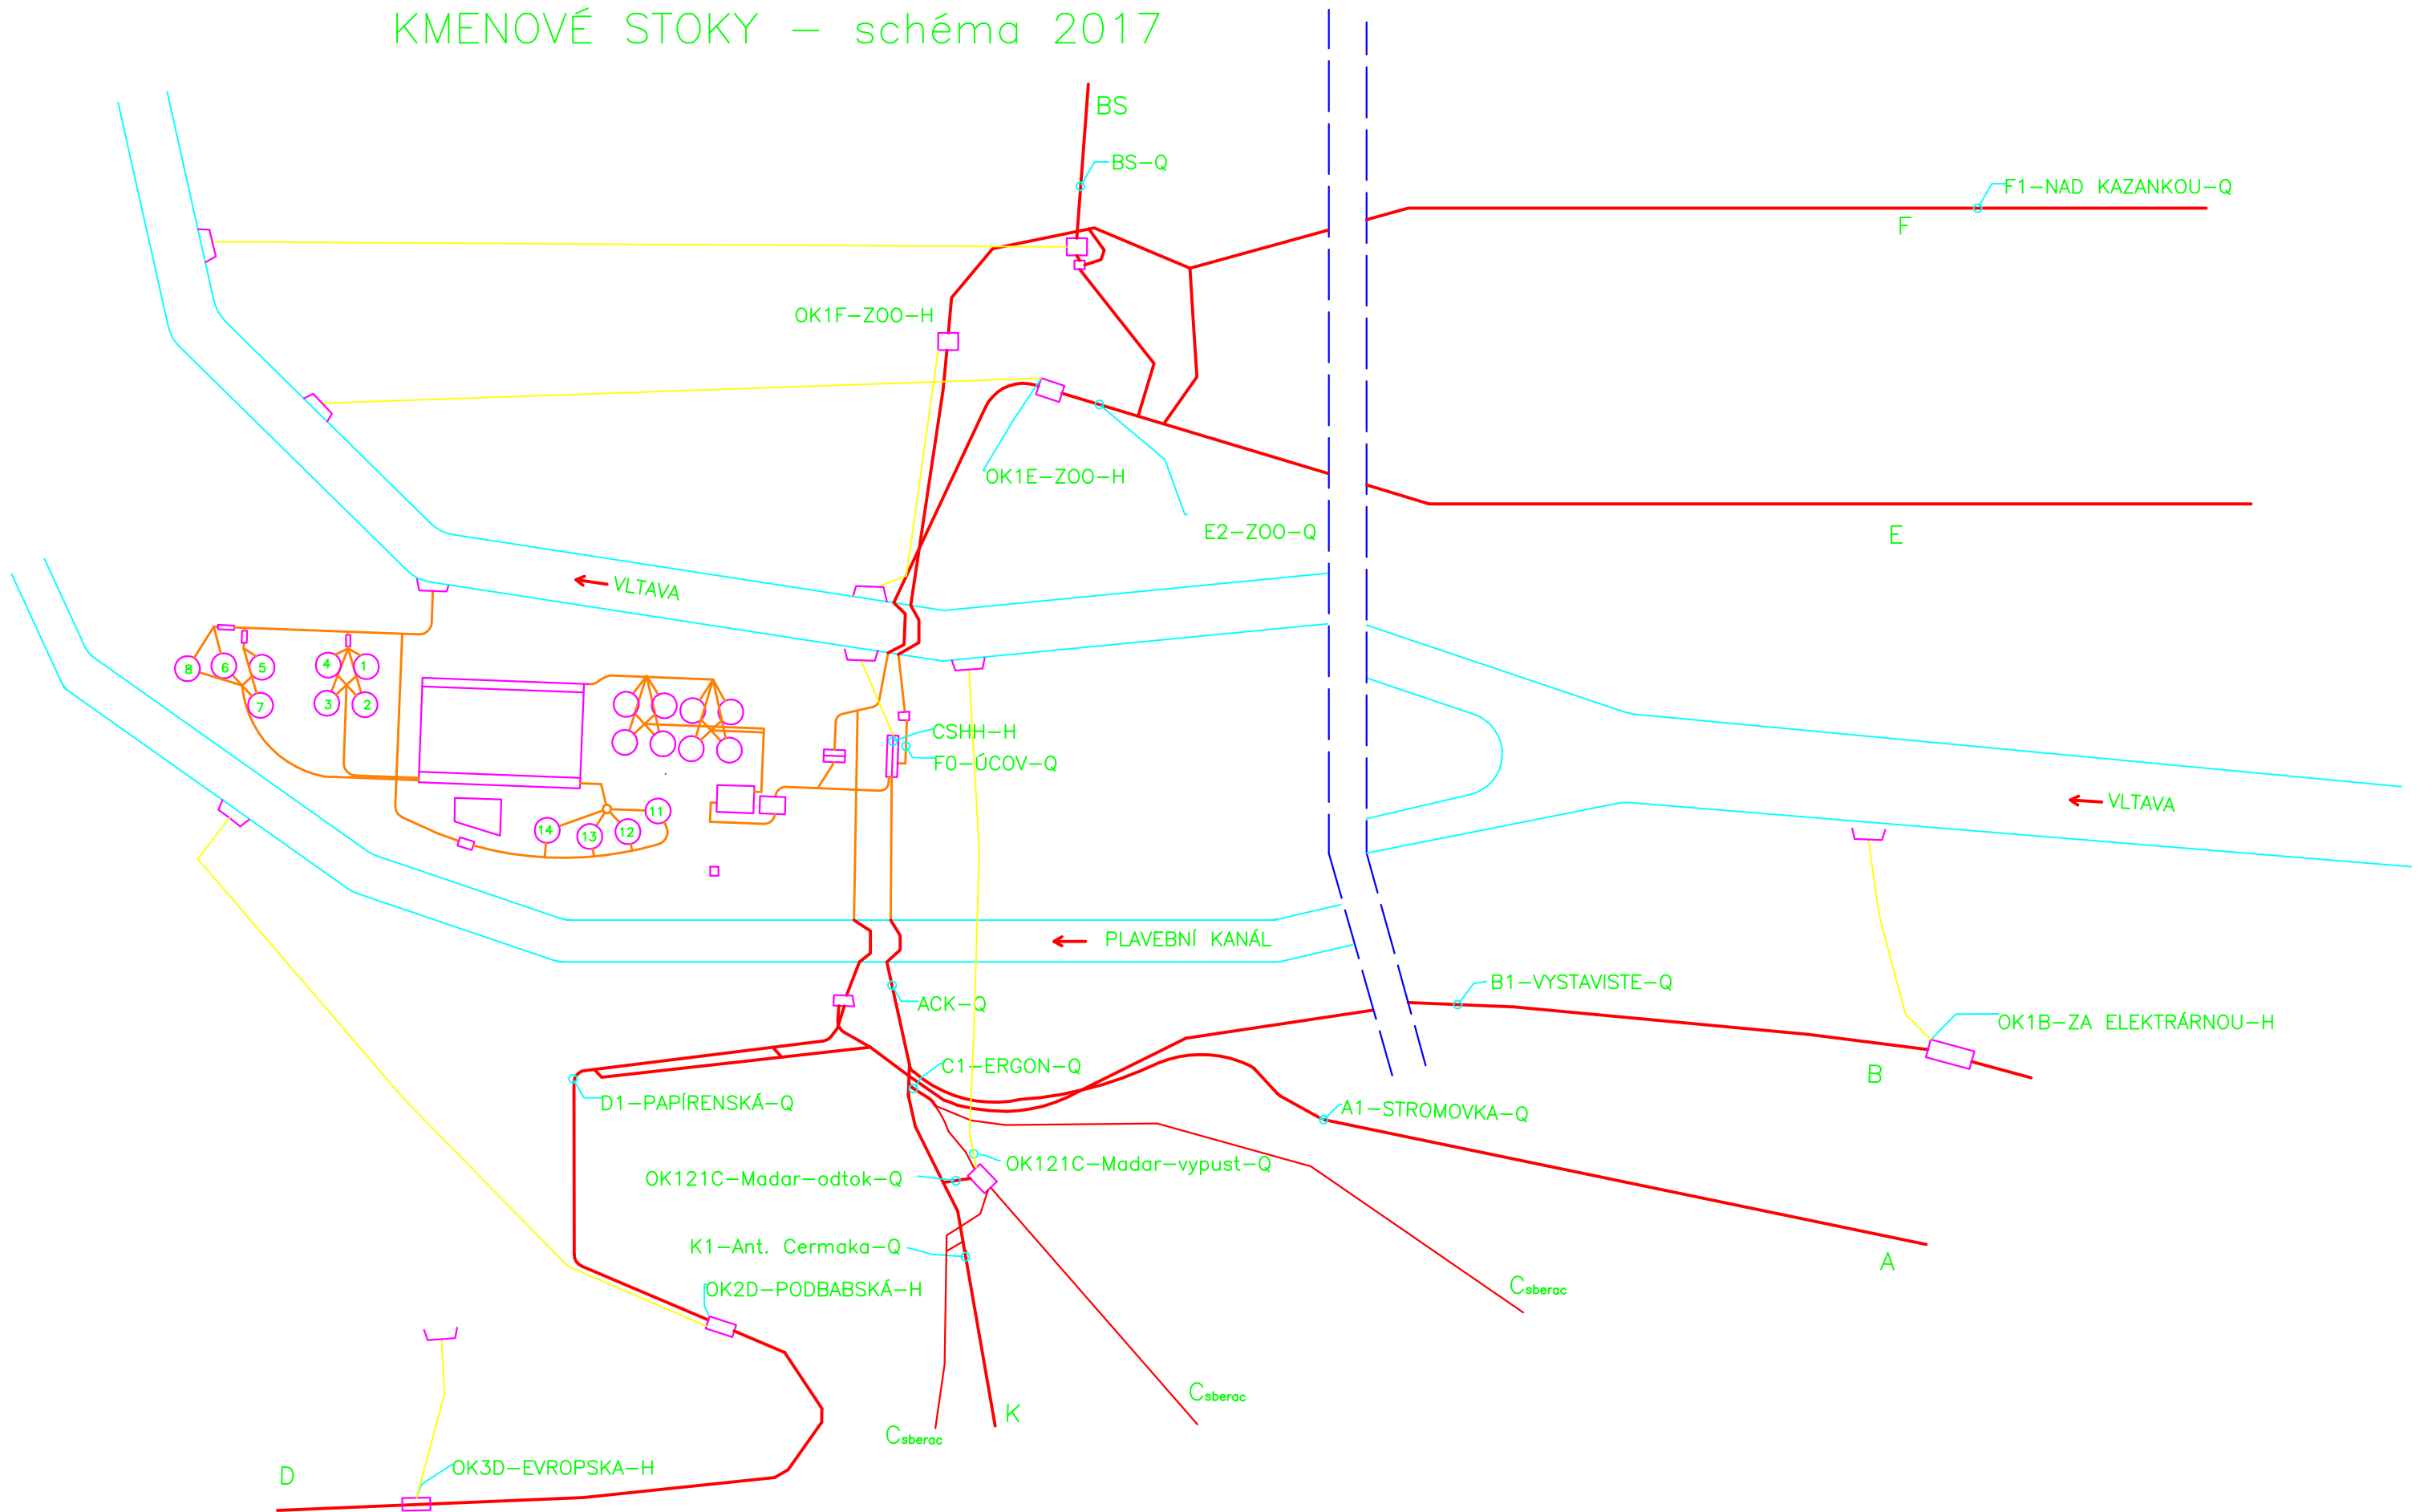 KMENOVÉ STOKY – schéma 2017
BS
BS-Q
F1-NAD KAZANKOU-Q
F
OK1F-ZOO-H
OK1E-ZOO-H
E2-ZOO-Q
E
VLTAVA
8
6
5
4
1
7
3
2
CSHH-H
F0-ÚCOV-Q
VLTAVA
11
14
13
12
PLAVEBNÍ KANÁL
B1-VYSTAVISTE-Q
ACK-Q
OK1B-ZA ELEKTRÁRNOU-H
C1-ERGON-Q
B
D1-PAPÍRENSKÁ-Q
A1-STROMOVKA-Q
OK121C-Madar-vypust-Q
OK121C-Madar-odtok-Q
K1-Ant. Cermaka-Q
A
OK2D-PODBABSKÁ-H
Csberac
Csberac
K
Csberac
OK3D-EVROPSKA-H
D